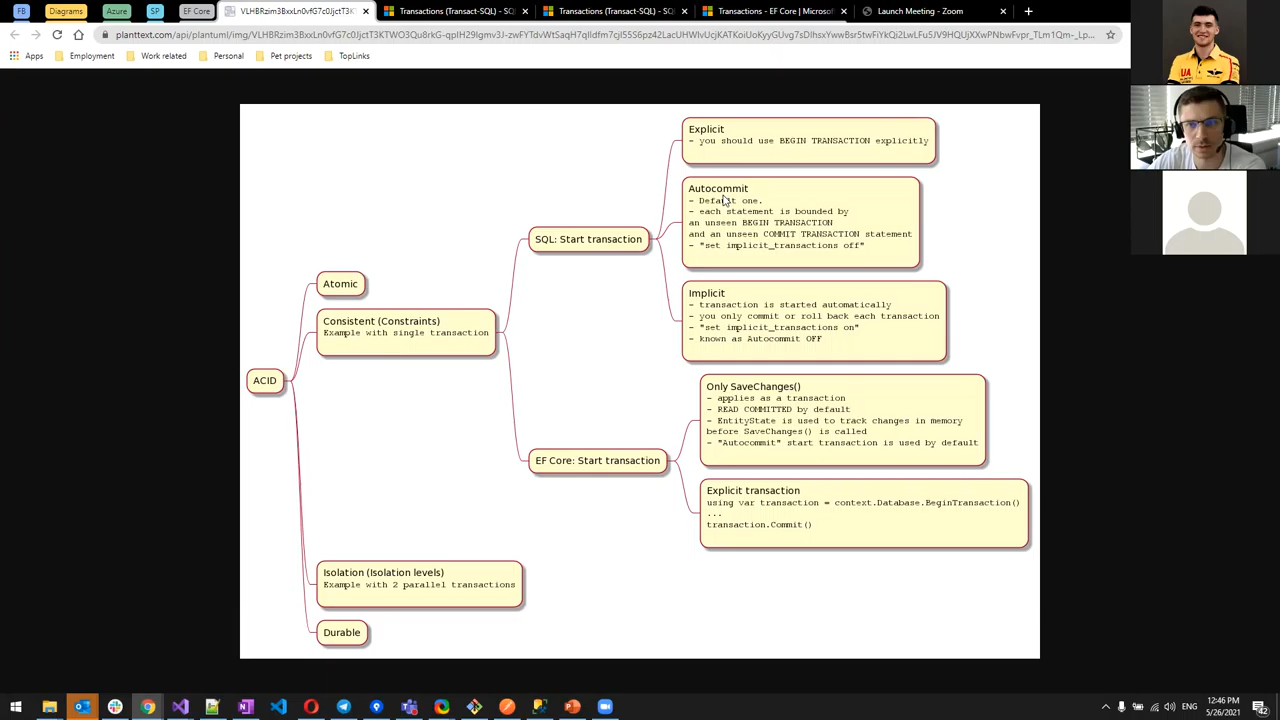 FB
Diagrams
Azure
SP
EF Core
VLHBRzim3BxxLn0vfG7c0JjctT3K
Transactions (Transact-SQL) - SQL
Transactions (Transact-SQL) - SQL
Transactions - EF Core | Microsof
Launch Meeting - Zoom
Apps
Employment
Work related
Personal
Pet projects
TopLinks
UA
Explicit
- you should use BEGIN TRANSACTION explicitly
Autocommit
- Default one.
- each statement is bounded by
an unseen BEGIN TRANSACTION
and an unseen COMMIT TRANSACTION statement
- "set implicit_transactions off"
SQL: Start transaction
Implicit
- transaction is started automatically
- you only commit or roll back each transaction
- "set implicit_transactions on"
- known as Autocommit OFF
Atomic
Consistent (Constraints)
Example with single transaction
ACID
Only SaveChanges()
- applies as a transaction
- READ COMMITTED by default
- EntityState is used to track changes in memory
before SaveChanges() is called
- "Autocommit" start transaction is used by default
EF Core: Start transaction
Explicit transaction
using var transaction = context.Database.BeginTransaction()
...
transaction.Commit()
Isolation (Isolation levels)
Example with 2 parallel transactions
Durable
ENG
12:46 PM
5/26/2021
42